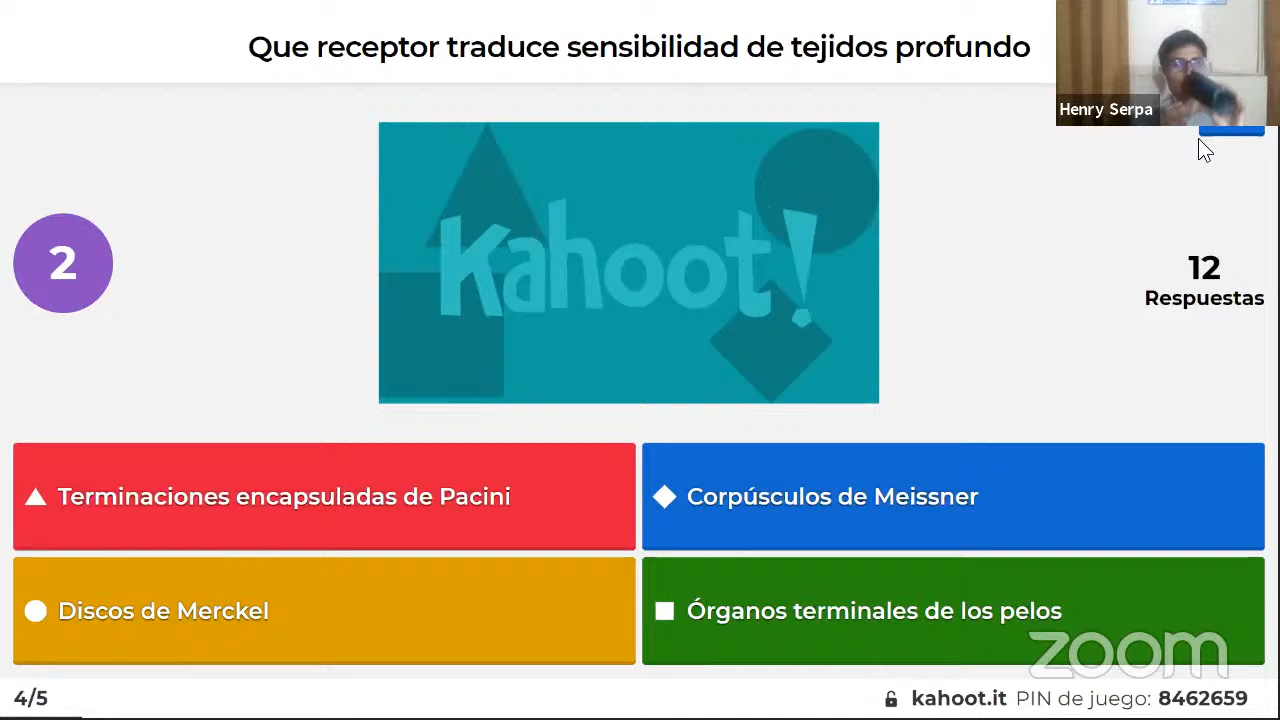 Que receptor traduce sensibilidad de tejidos profundo
Henry Serpa
Kahoot!
2
12
Respuestas
Terminaciones encapsuladas de Pacini
Corpúsculos de Meissner
Discos de Merckel
Órganos terminales de los pelos
zoom
4/5
kahoot.it PIN de juego: 8462659